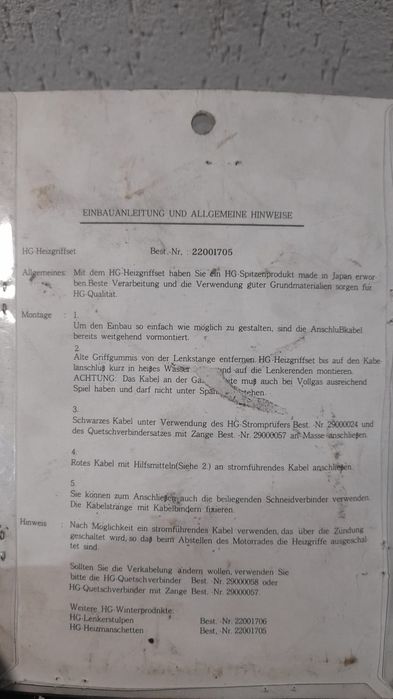 EINBAUANLEITUNG UND ALLGEMEINE HINWEISE
HG-Heizgriffset Best.-Nr. : 22001705
Allgemeines: Mit dem HG-Heizgriffset haben Sie ein HG-Spitzenprodukt made in Japan erwor-
ben.Beste Verarbeitung und die Verwendung guter Grundmaterialien sorgen für
HG-Qualität.
Montage : 1.
Um den Einbau so einfach wie möglich zu gestalten, sind die Anschlußkabel
bereits weitgehend vormontiert.
2.
Alte Griffgummis von der Lenkstange entfernen. HG-Heizgriffset bis auf den Kabe-
lanschluß kurz in heißes Wasser und auf die Lenkerenden montieren.
ACHTUNG: Das Kabel an der muß auch bei Vollgas ausreichend
Spiel haben und darf nicht unter stehen.
3.
Schwarzes Kabel unter Verwendung des HG-Stromprüfers Best.-Nr. 29000024 und
des Quetschverbindersatzes mit Zange Best.-Nr. 29000057 an Masse anschließen.
4.
Rotes Kabel mit Hilfsmitteln(Siehe 2.) an stromführendes Kabel anschließen.
5.
Sie können zum Anschließen auch die beiliegenden Schneidverbinder verwenden.
Die Kabelstränge mit Kabelbindern fixieren.
Hinweis : Nach Möglichkeit ein stromführendes Kabel verwenden, das über die Zündung
geschaltet wird, so daß beim Abstellen des Motorrades die Heizgriffe ausgeschal-
tet sind.
Sollten Sie die Verkabelung ändern wollen, verwenden Sie
bitte die HG-Quetschverbinder Best.-Nr. 29000058 oder
HG-Quetschverbinder mit Zange Best.-Nr. 29000057.
Weitere HG-Winterprodnkte:
HG-Lenkerstulpen Best.-Nr. 22001706
HG-Heizmanschetten Best.-Nr. 22001705